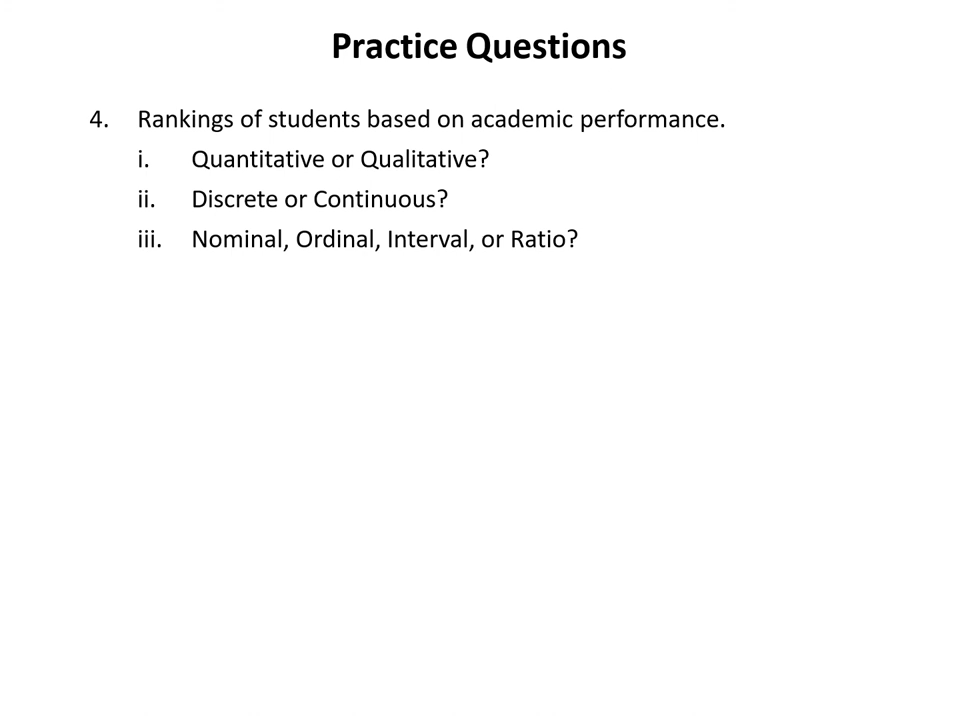 Practice Questions
4. Rankings of students based on academic performance.
i. Quantitative or Qualitative?
ii. Discrete or Continuous?
iii. Nominal, Ordinal, Interval, or Ratio?